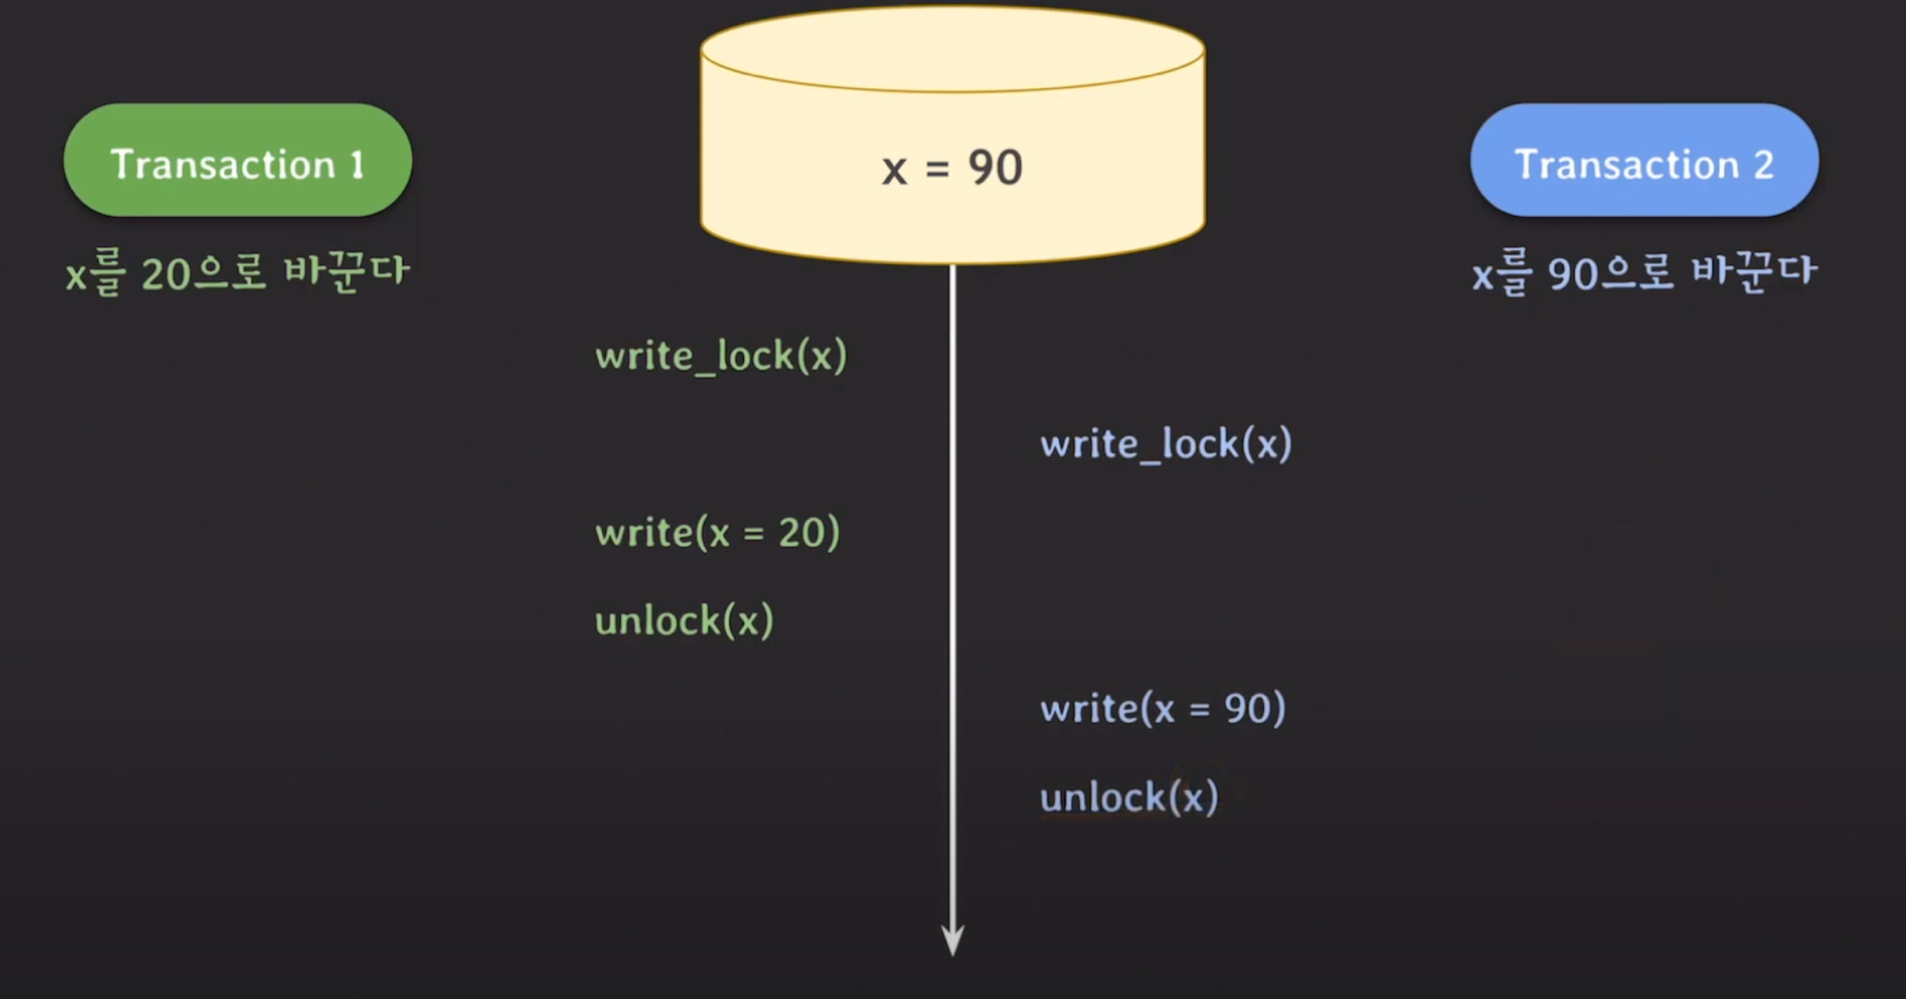 Transaction 1
x = 90
Transaction 2
x를 20으로 바꾼다
x를 90으로 바꾼다
write_lock(x)
write_lock(x)
write(x = 20)
unlock(x)
write(x = 90)
unlock(x)